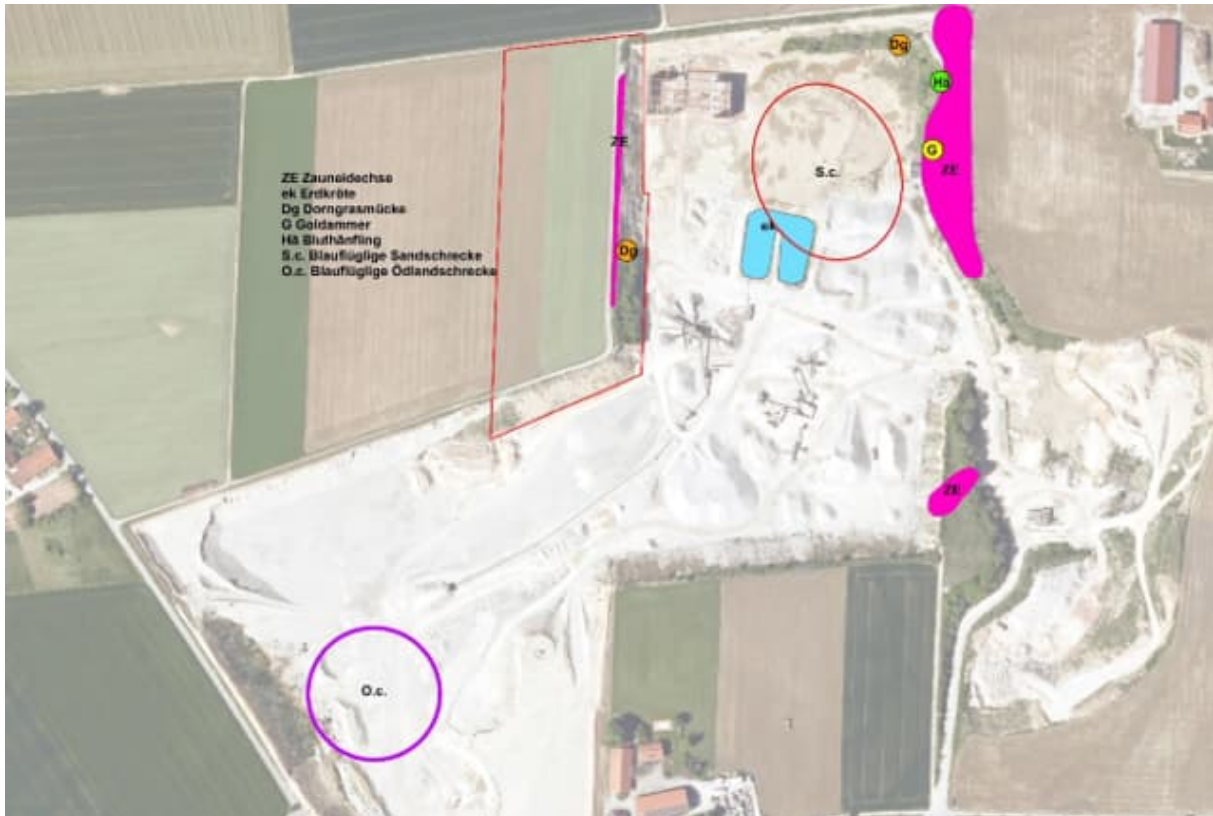 Dg
Hä
G
ZE
ZE
S.c.
ZE Zauneidechse
ek Erdkröte
Dg Dorngrasmücke
G Goldammer
Hä Bluthänfling
S.c. Blauflüglige Sandschrecke
O.c. Blauflüglige Ödlandschrecke
ek
Dg
ZE
O.c.